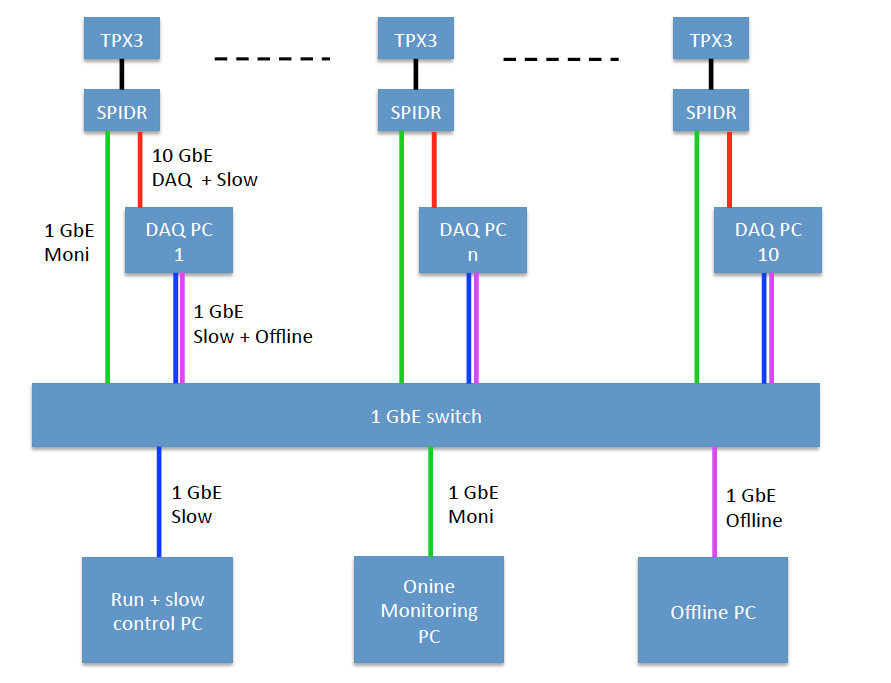 TPX3
TPX3
TPX3
SPIDR
SPIDR
SPIDR
10 GbE
DAQ + Slow
1 GbE
Moni
DAQ PC
1
DAQ PC
n
DAQ PC
10
1 GbE
Slow + Offline
1 GbE switch
1 GbE
Slow
1 GbE
Moni
1 GbE
Oflline
Run + slow
control PC
Onine
Monitoring
PC
Offline PC